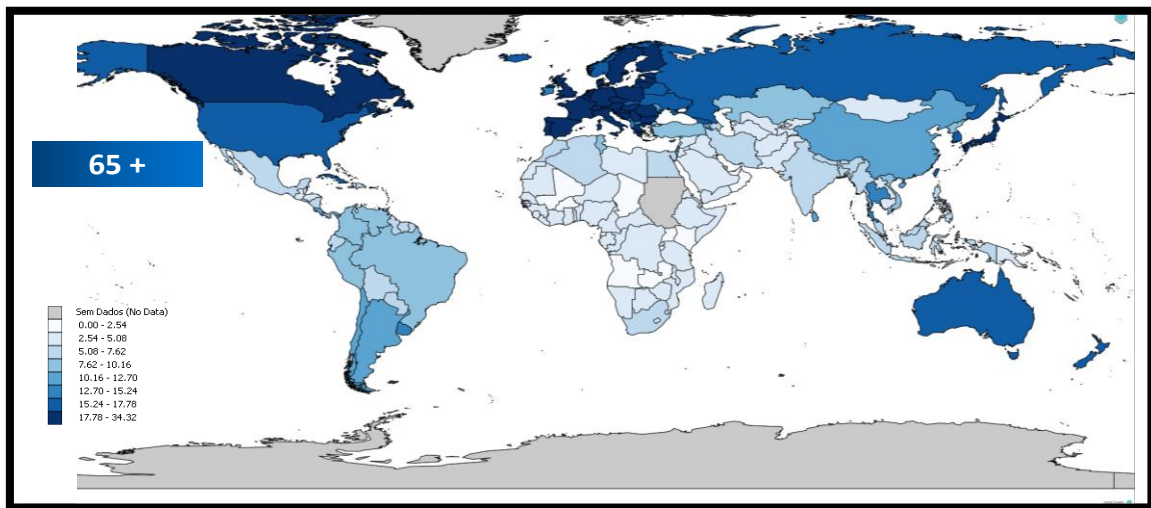 65 +
Sem Dados (No Data)
0.00 - 2.54
2.54 - 5.08
5.08 - 7.62
7.62 - 10.16
10.16 - 12.70
12.70 - 15.24
15.24 - 17.78
17.78 - 34.32